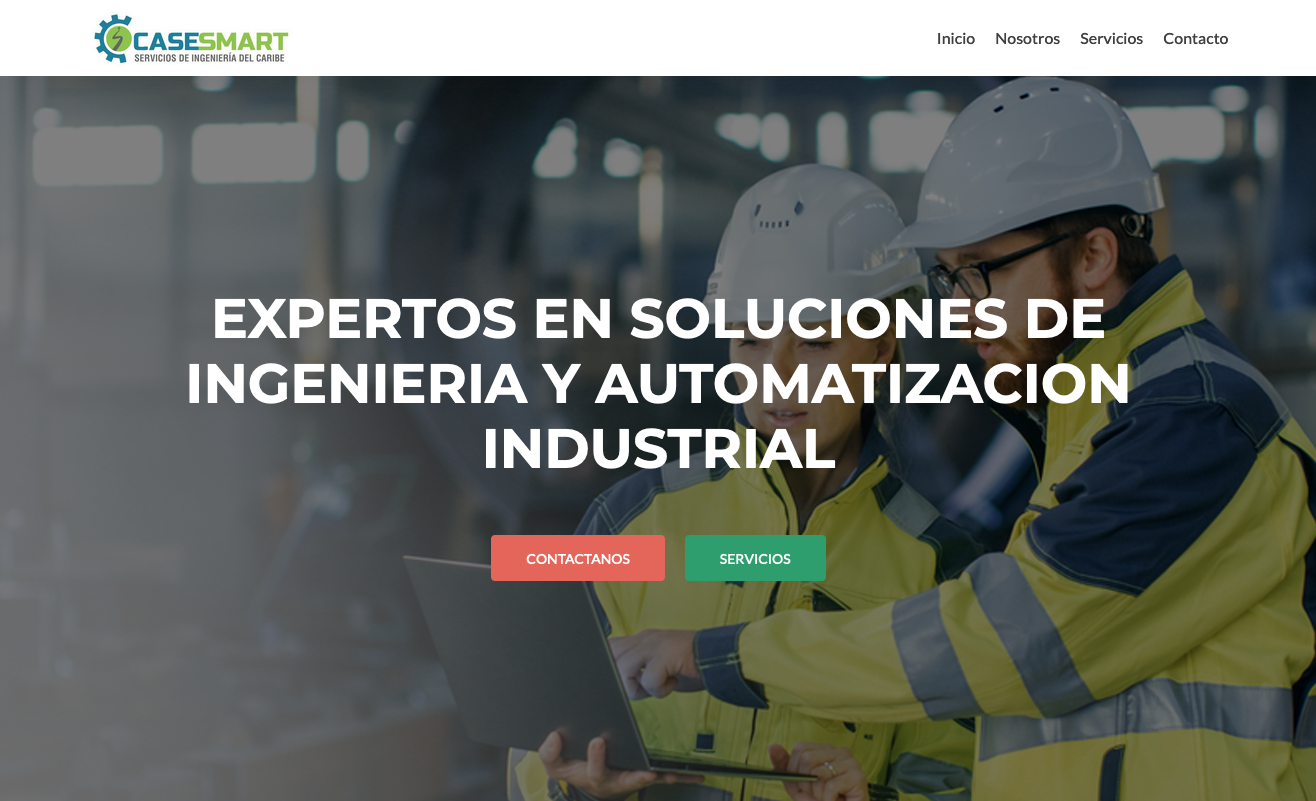 CASESMART
SERVICIOS DE INGENIERÍA DEL CARIBE
Inicio Nosotros Servicios Contacto
EXPERTOS EN SOLUCIONES DE
INGENIERIA Y AUTOMATIZACION
INDUSTRIAL
CONTACTANOS SERVICIOS